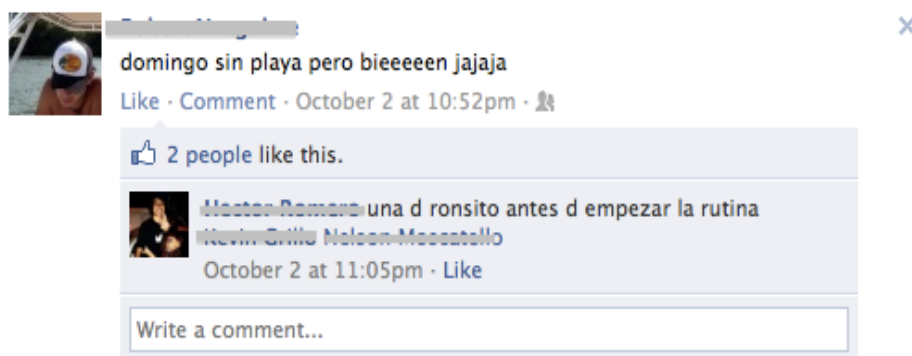 domingo sin playa pero bieeeeen jajaja
Like · Comment · October 2 at 10:52pm ·
2 people like this.
una d ronsito antes d empezar la rutina
October 2 at 11:05pm · Like
Write a comment...